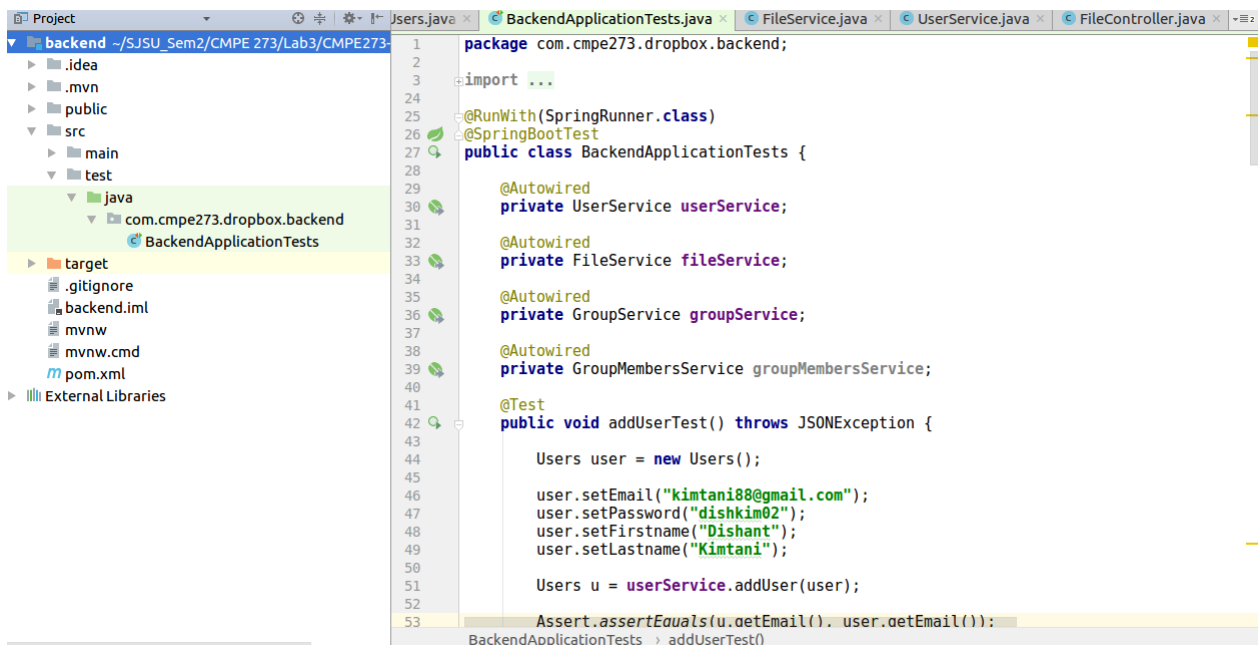 Project
backend ~/SJSU_Sem2/CMPE 273/Lab3/CMPE273-
.idea
.mvn
public
src
main
test
java
com.cmpe273.dropbox.backend
BackendApplicationTests
target
.gitignore
backend.iml
mvnw
mvnw.cmd
m pom.xml
External Libraries
Users.java BackendApplicationTests.java FileService.java UserService.java FileController.java
1 package com.cmpe273.dropbox.backend;
2
3 import ...
24
25 @RunWith(SpringRunner.class)
26 @SpringBootTest
27 public class BackendApplicationTests {
28
29 @Autowired
30 private UserService userService;
31
32 @Autowired
33 private FileService fileService;
34
35 @Autowired
36 private GroupService groupService;
37
38 @Autowired
39 private GroupMembersService groupMembersService;
40
41 @Test
42 public void addUserTest() throws JSONException {
43
44 Users user = new Users();
45
46 user.setEmail("kimtani88@gmail.com");
47 user.setPassword("dishkim02");
48 user.setFirstname("Dishant");
49 user.setLastname("Kimtani");
50
51 Users u = userService.addUser(user);
52
53 Assert.assertEquals(u.getEmail(), user.getEmail());
BackendApplicationTests › addUserTest()